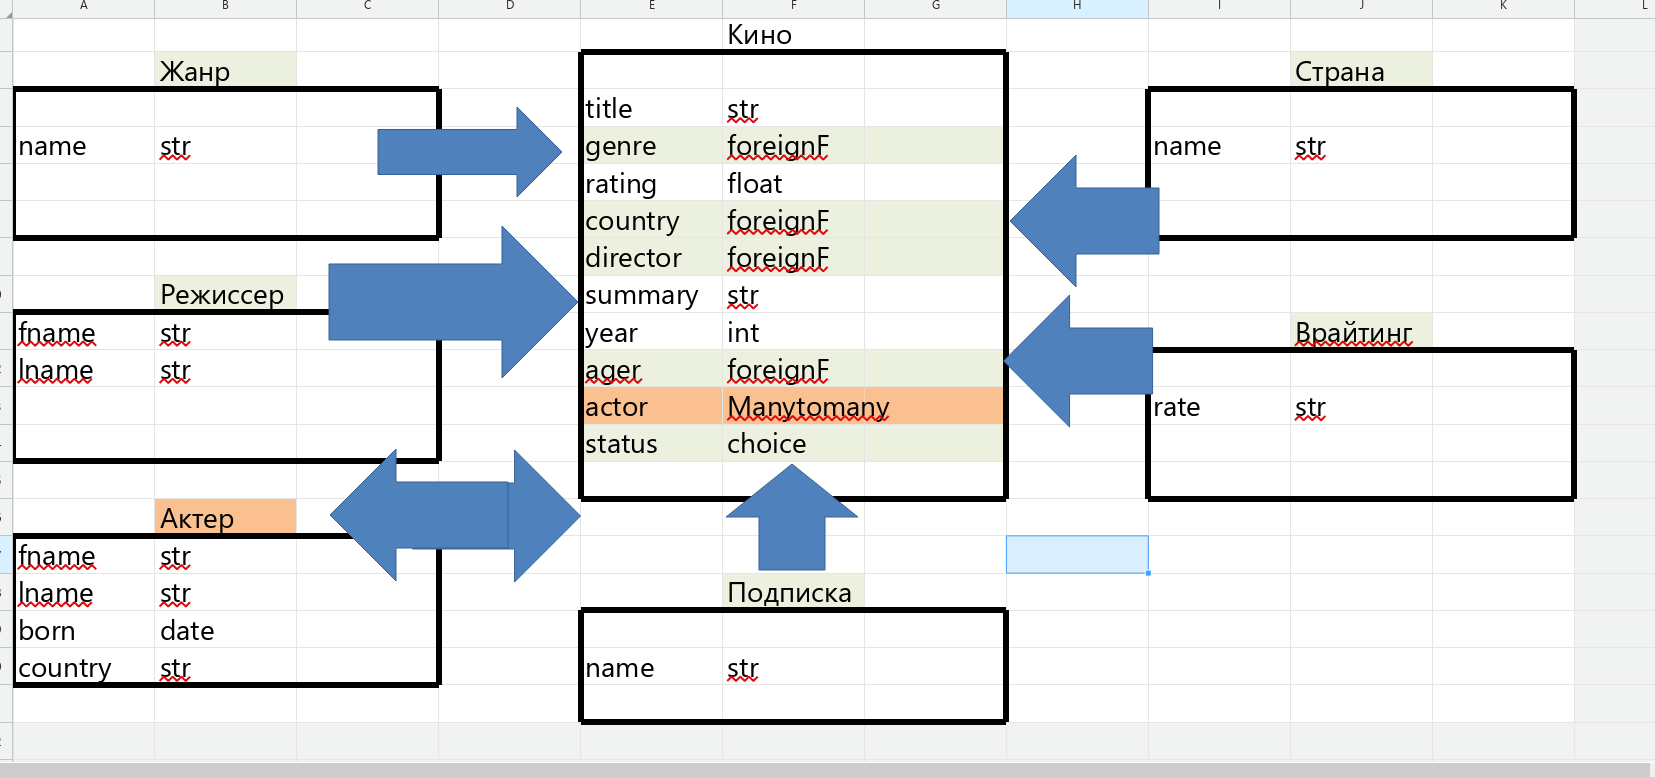 A B C D E F G H I J K L
Кино
Жанр
name str
Режиссер
fname str
lname str
Актер
fname str
lname str
born date
country str
title str
genre foreignF
rating float
country foreignF
director foreignF
summary str
year int
ager foreignF
actor Manytomany
status choice
Подписка
name str
Страна
name str
Врайтинг
rate str